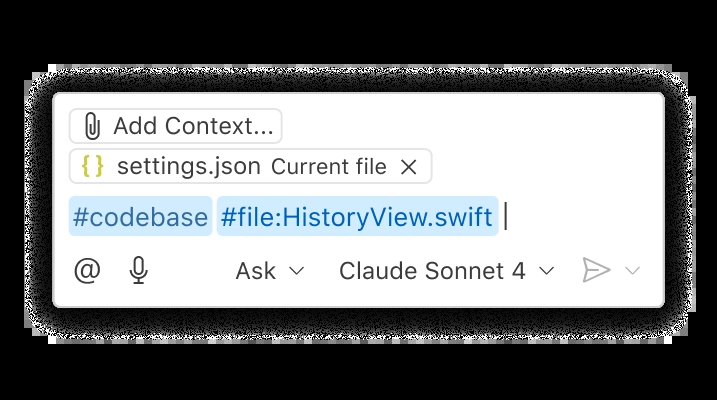 Add Context...
{} settings.json Current file
#codebase #file:HistoryView.swift
@ Ask Claude Sonnet 4